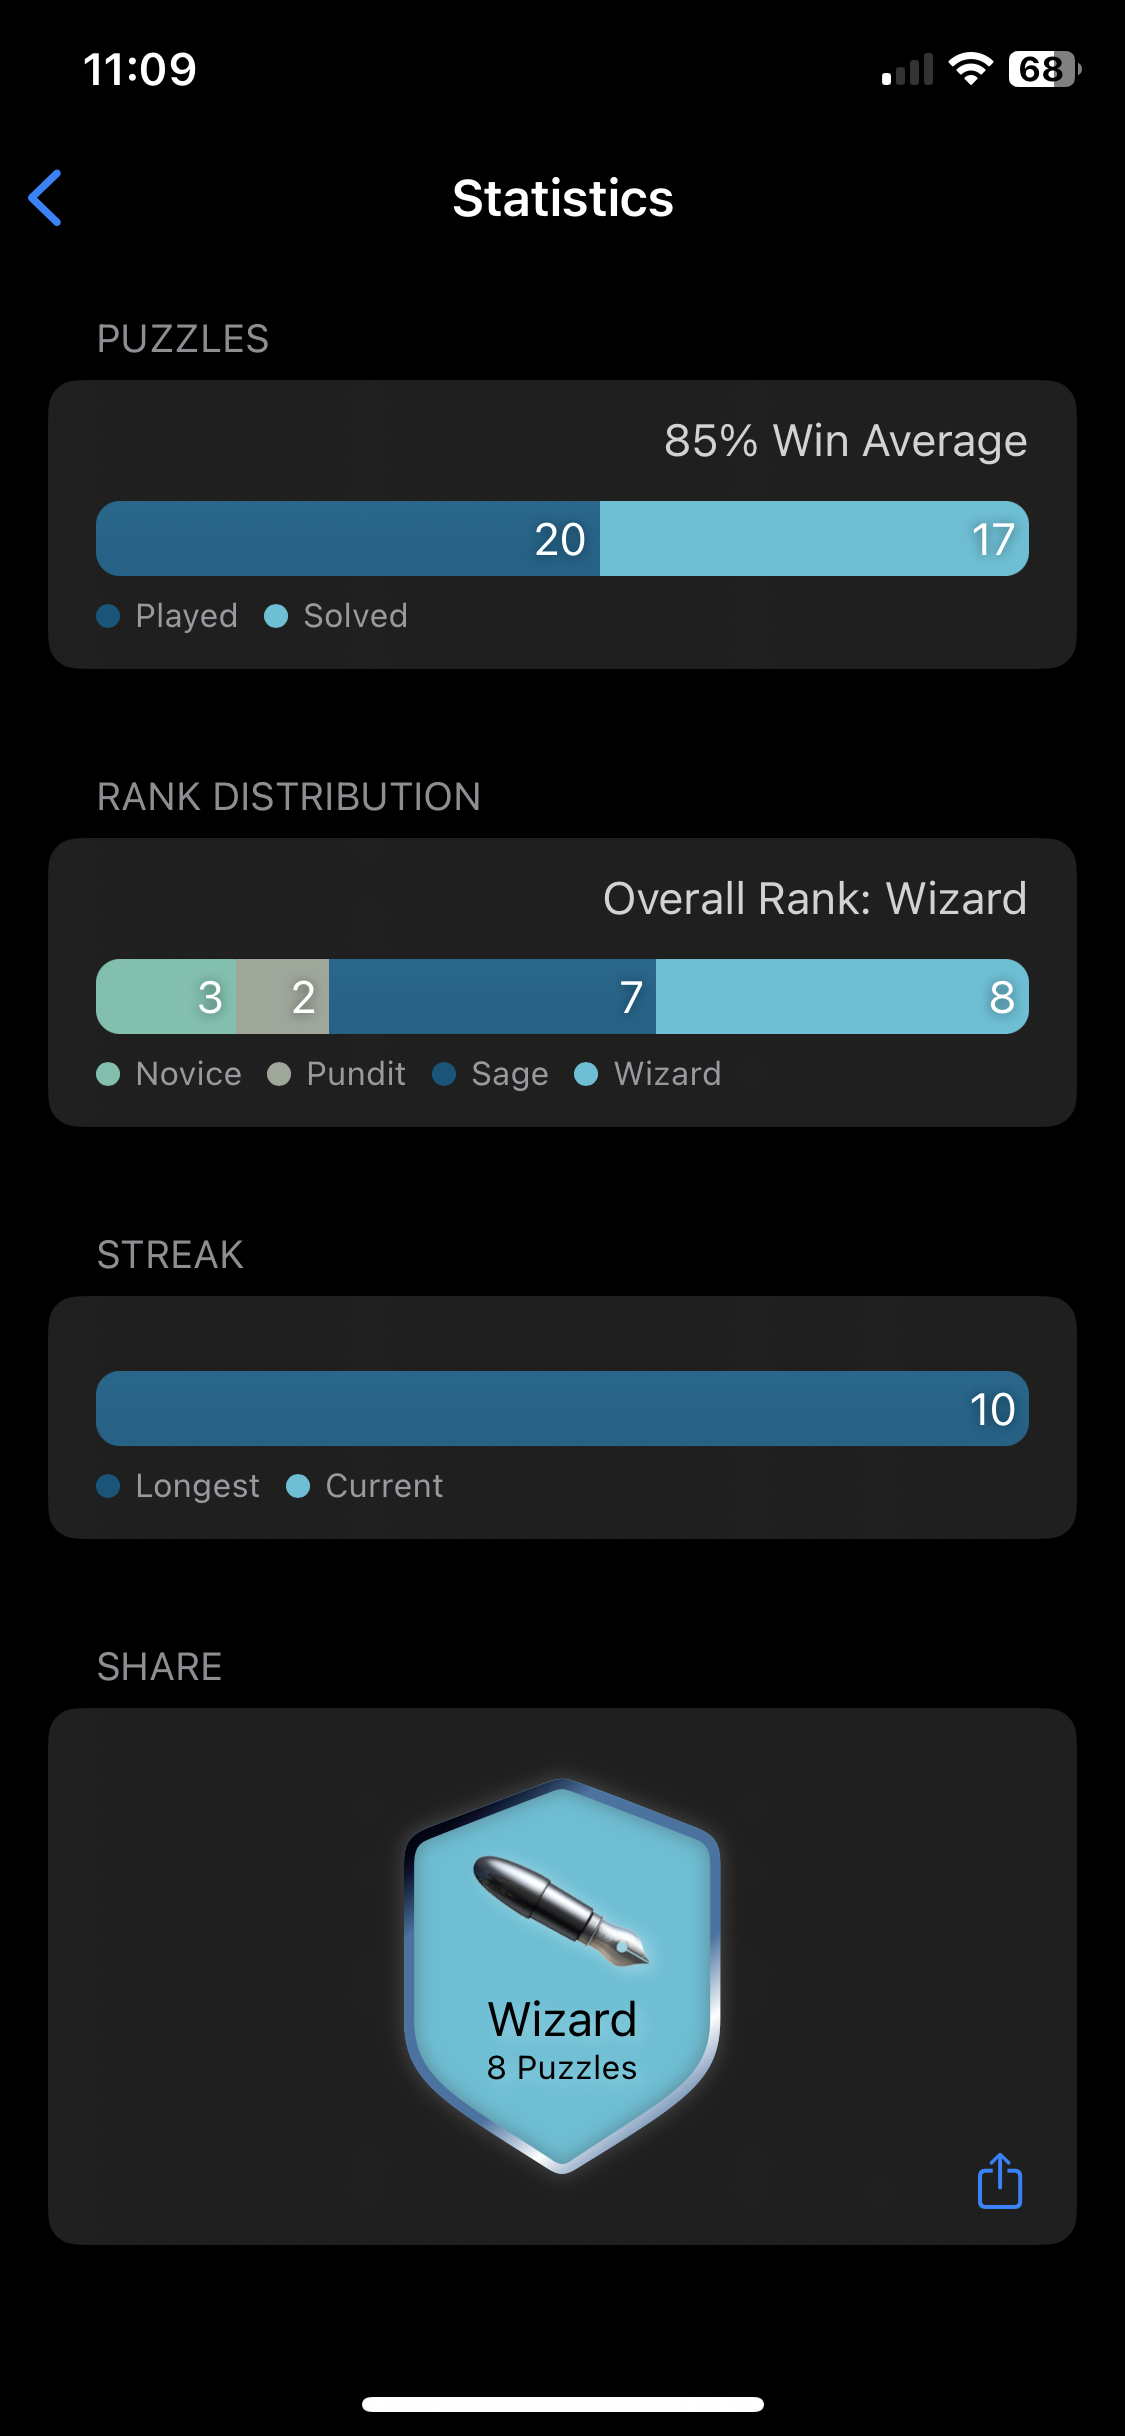 11:09
68
Statistics
PUZZLES
85% Win Average
20 17
Played Solved
RANK DISTRIBUTION
Overall Rank: Wizard
3 2 7 8
Novice Pundit Sage Wizard
STREAK
10
Longest Current
SHARE
Wizard
8 Puzzles